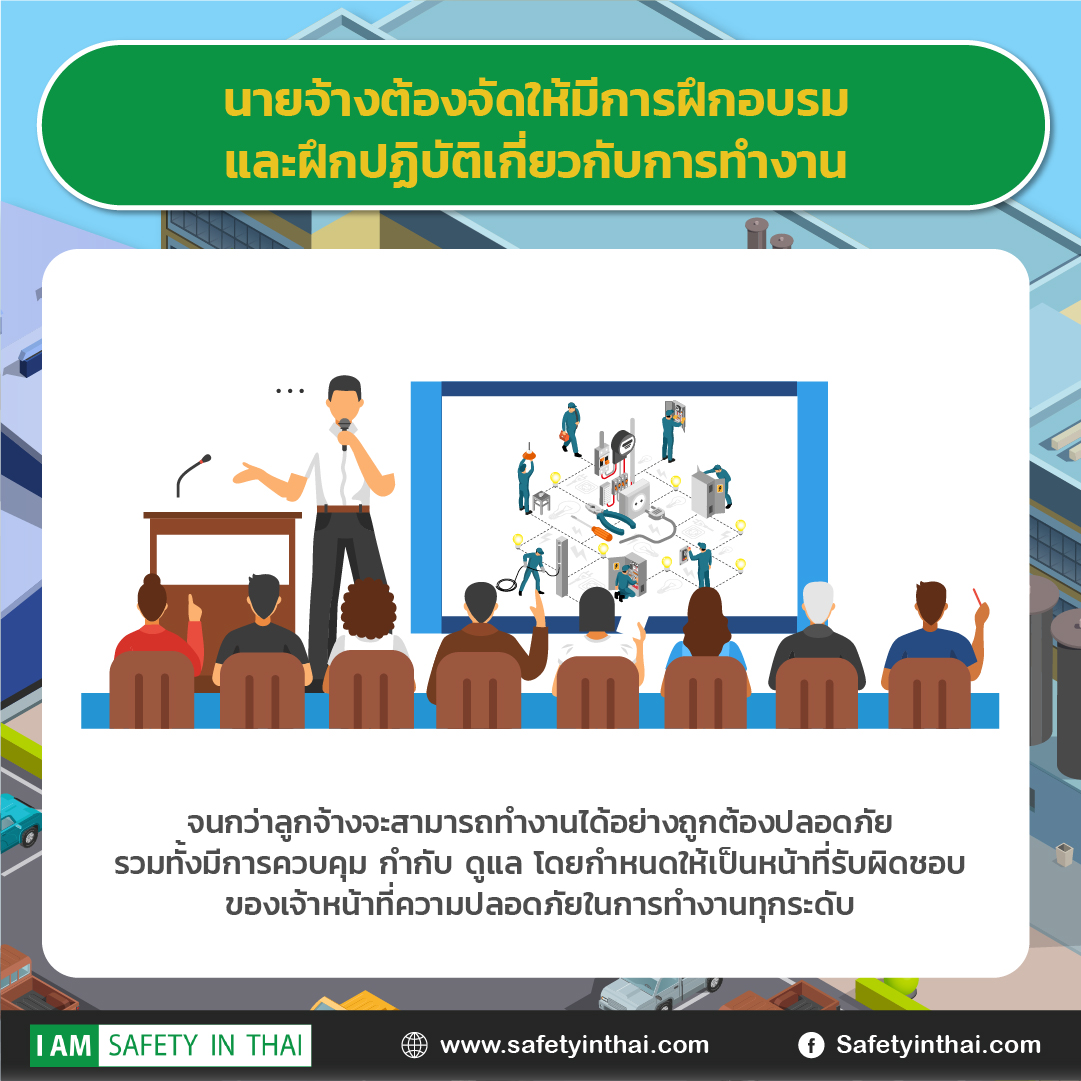 นายจ้างต้องจัดให้มีการฝึกอบรม
และฝึกปฏิบัติเกี่ยวกับการทำงาน
จนกว่าลูกจ้างจะสามารถทำงานได้อย่างถูกต้องปลอดภัย
รวมทั้งมีการควบคุม กำกับ ดูแล โดยกำหนดให้เป็นหน้าที่รับผิดชอบ
ของเจ้าหน้าที่ความปลอดภัยในการทำงานทุกระดับ
I AM SAFETY IN THAI
www.safetyinthai.com
Safetyinthai.com